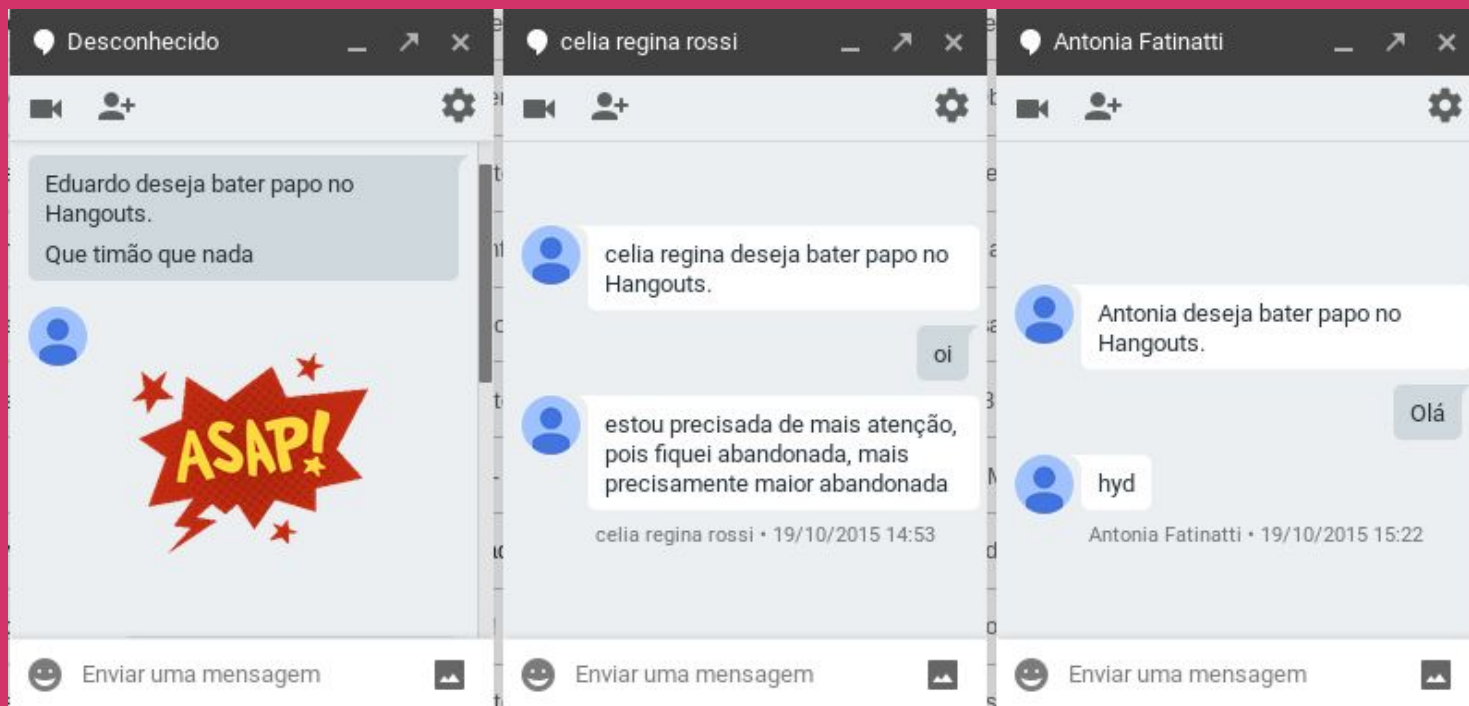 Desconhecido
Eduardo deseja bater papo no
Hangouts.
Que timão que nada
ASAP!
Enviar uma mensagem
celia regina rossi
celia regina deseja bater papo no
Hangouts.
oi
estou precisada de mais atenção,
pois fiquei abandonada, mais
precisamente maior abandonada
celia regina rossi • 19/10/2015 14:53
Enviar uma mensagem
Antonia Fatinatti
Antonia deseja bater papo no
Hangouts.
Olá
hyd
Antonia Fatinatti • 19/10/2015 15:22
Enviar uma mensagem